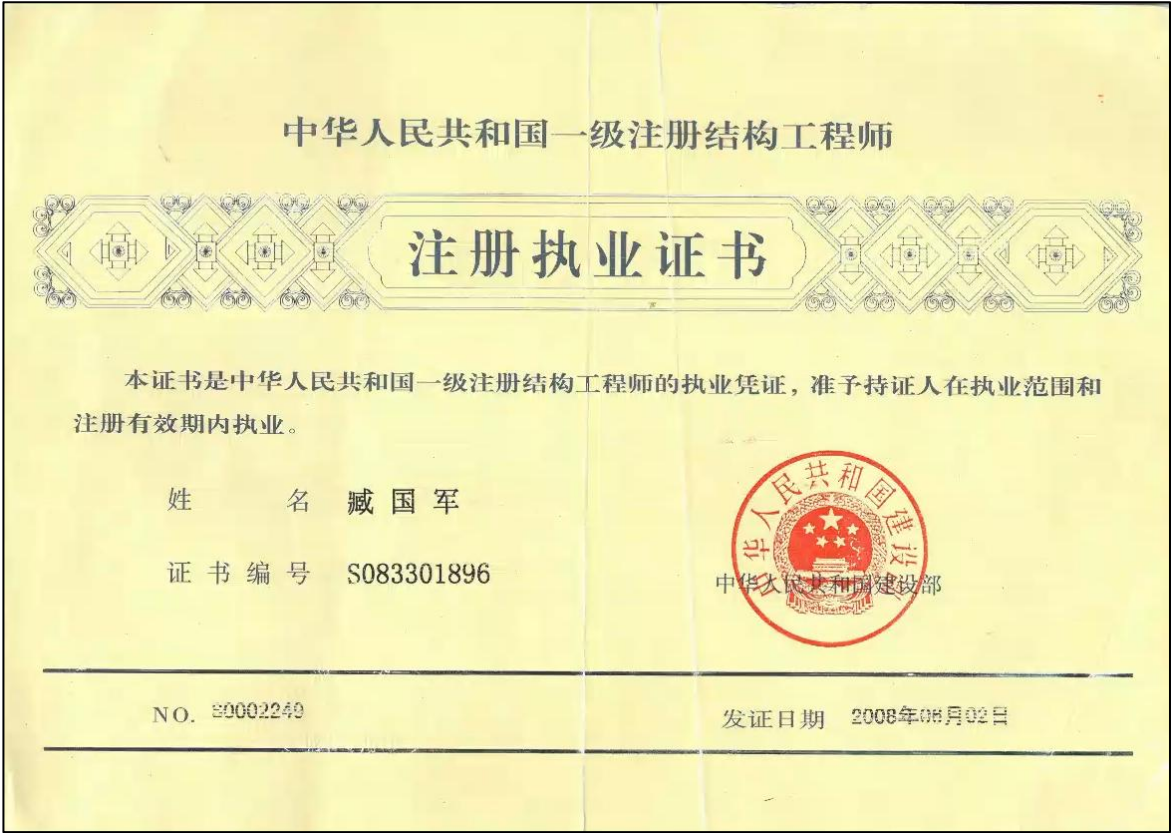 中华人民共和国一级注册结构工程师
注册执业证书
本证书是中华人民共和国一级注册结构工程师的执业凭证，准予持证人在执业范围和
注册有效期内执业。
姓 名 臧国军
证书编号 S083301896
中华人民共和国建设部
中华人民共和国建设部
NO. S0002249
发证日期 2008年06月02日